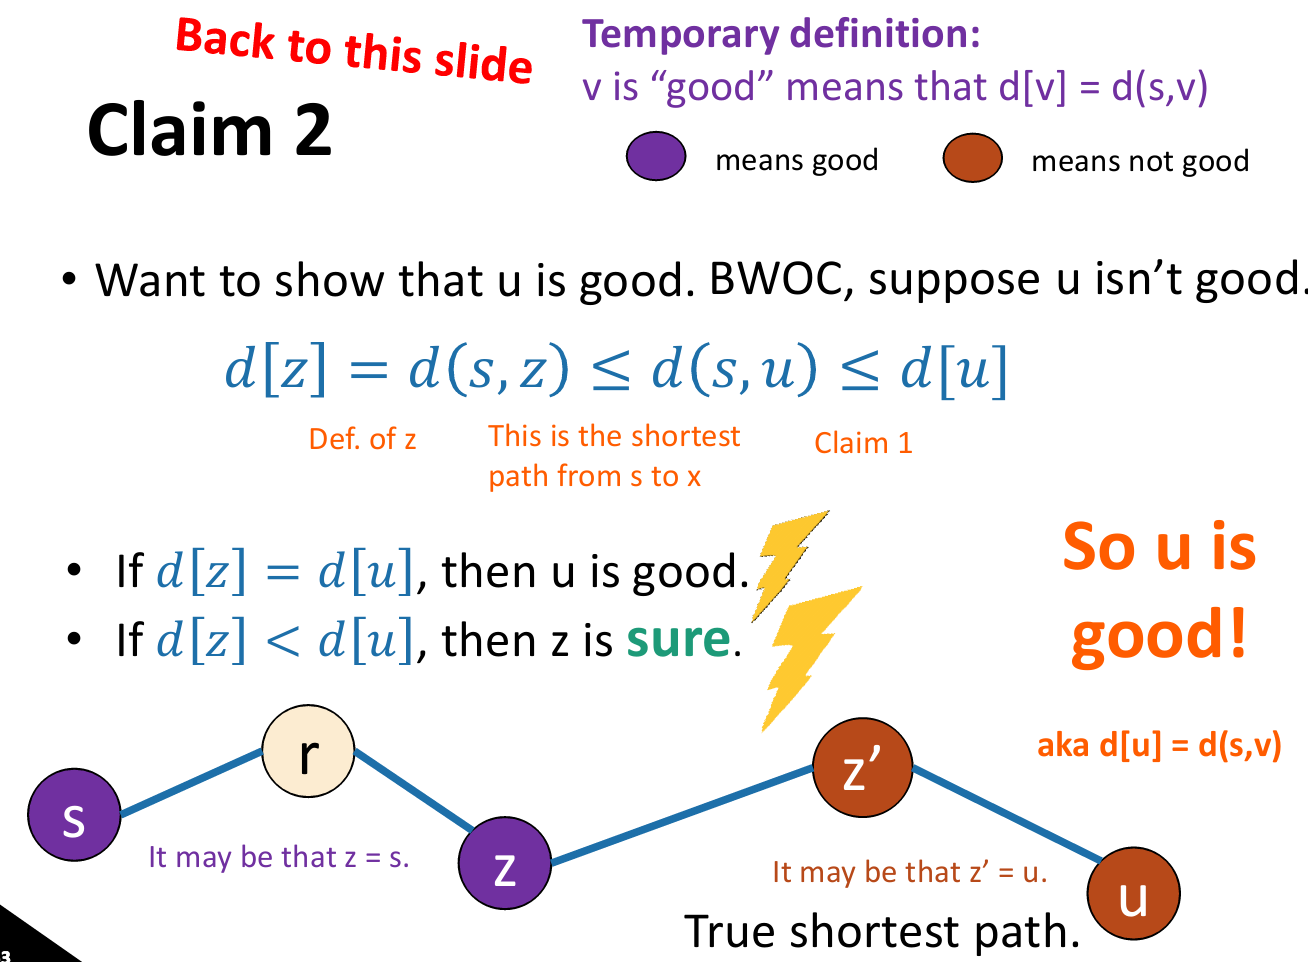 Back to this slide
Claim 2
Temporary definition:
v is “good” means that d[v] = d(s,v)
means good
means not good
• Want to show that u is good. BWOC, suppose u isn’t good.
d[z] = d(s, z) ≤ d(s, u) ≤ d[u]
Def. of z
This is the shortest
path from s to x
Claim 1
• If d[z] = d[u], then u is good.
• If d[z] < d[u], then z is sure.
So u is
good!
aka d[u] = d(s,v)
s
r
z
z’
u
It may be that z = s.
It may be that z’ = u.
True shortest path.
3